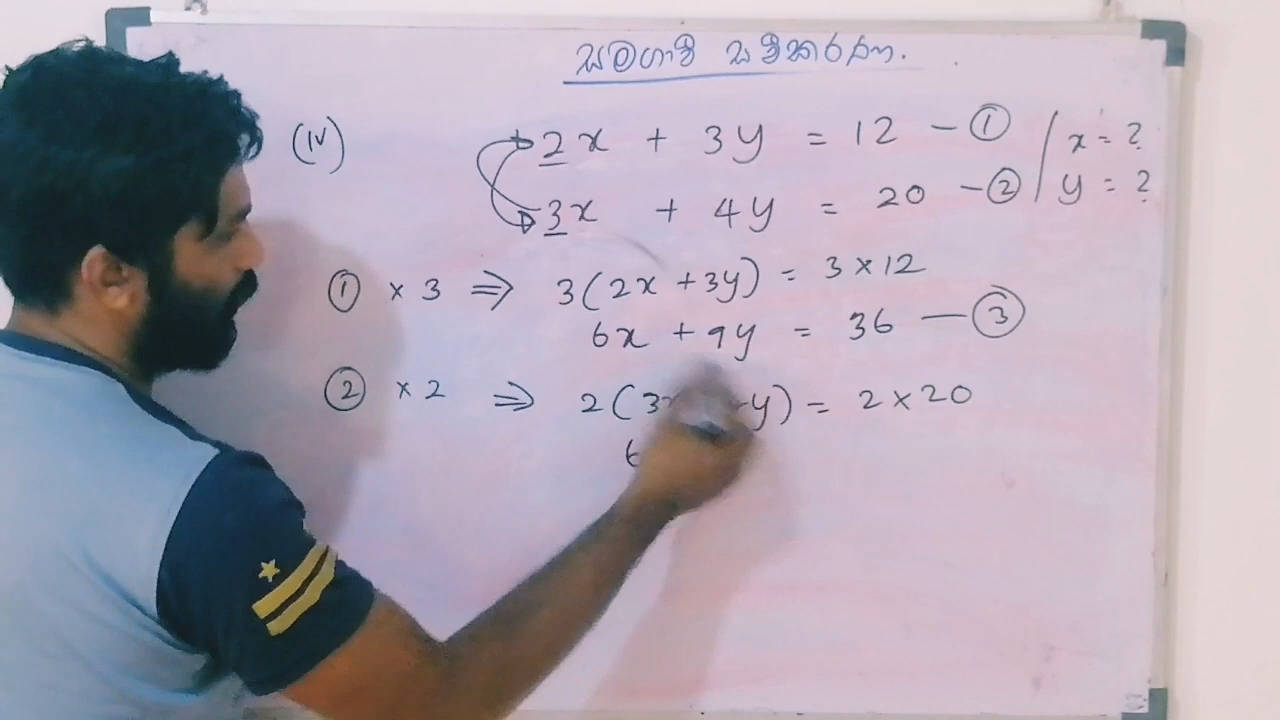 සමගාමී සමීකරණ.
(iv) 2x + 3y = 12 — ① / x = ?
3x + 4y = 20 — ② / y = ?
① × 3 ⇒ 3(2x + 3y) = 3 × 12
6x + 9y = 36 — ③
② × 2 ⇒ 2(3x y) = 2 × 20
6